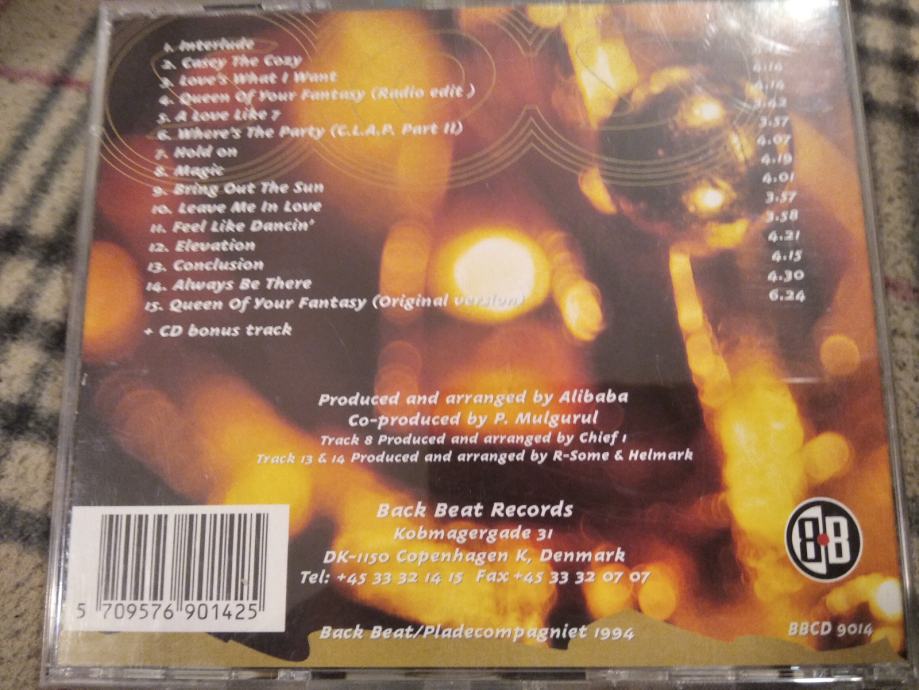 1. Interlude
2. Casey The Cozy
3. Love's What I Want
4. Queen Of Your Fantasy (Radio edit)
5. A Love Like 7 3.42
6. Where's The Party (C.L.A.P. Part II) 3.57
7. Hold on 4.07
8. Magic 4.19
9. Bring Out The Sun 4.01
10. Leave Me In Love 3.57
11. Feel Like Dancin' 3.58
12. Elevation 4.21
13. Conclusion 4.15
14. Always Be There 4.30
15. Queen Of Your Fantasy (Original version) 6.24
+ CD bonus track
Produced and arranged by Alibaba
Co-produced by P. Mulgurul
Track 8 Produced and arranged by Chief 1
Track 13 & 14 Produced and arranged by R-Some & Helmark
Back Beat Records
Kobmagergade 31
DK-1150 Copenhagen K, Denmark
Tel: +45 33 32 14 15 Fax +45 33 32 07 07
BB
5 709576 901425
Back Beat/Pladecompagniet 1994
BBCD 9014